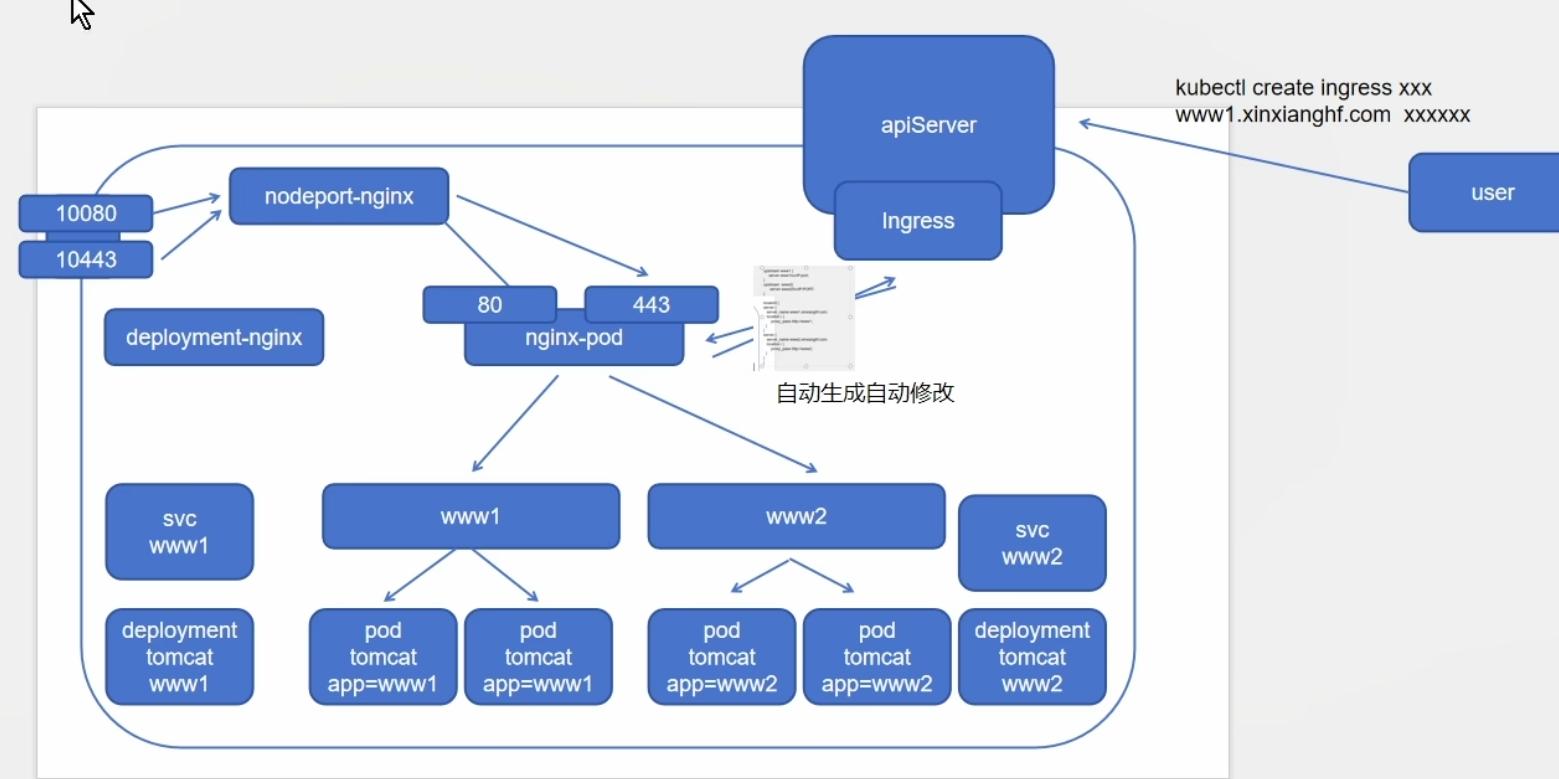 kubectl create ingress xxx
www1.xinxianghf.com xxxxxx
apiServer
user
10080
nodeport-nginx
Ingress
10443
80
443
deployment-nginx
nginx-pod
自动生成自动修改
svc
www1
www1
www2
svc
www2
deployment
tomcat
www1
pod
tomcat
app=www1
pod
tomcat
app=www1
pod
tomcat
app=www2
pod
tomcat
app=www2
deployment
tomcat
www2